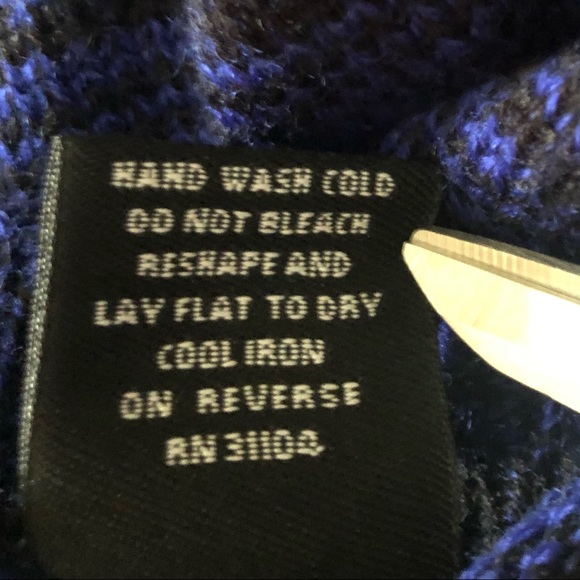 HAND WASH COLD
DO NOT BLEACH
RESHAPE AND
LAY FLAT TO DRY
COOL IRON
ON REVERSE
RN 31104